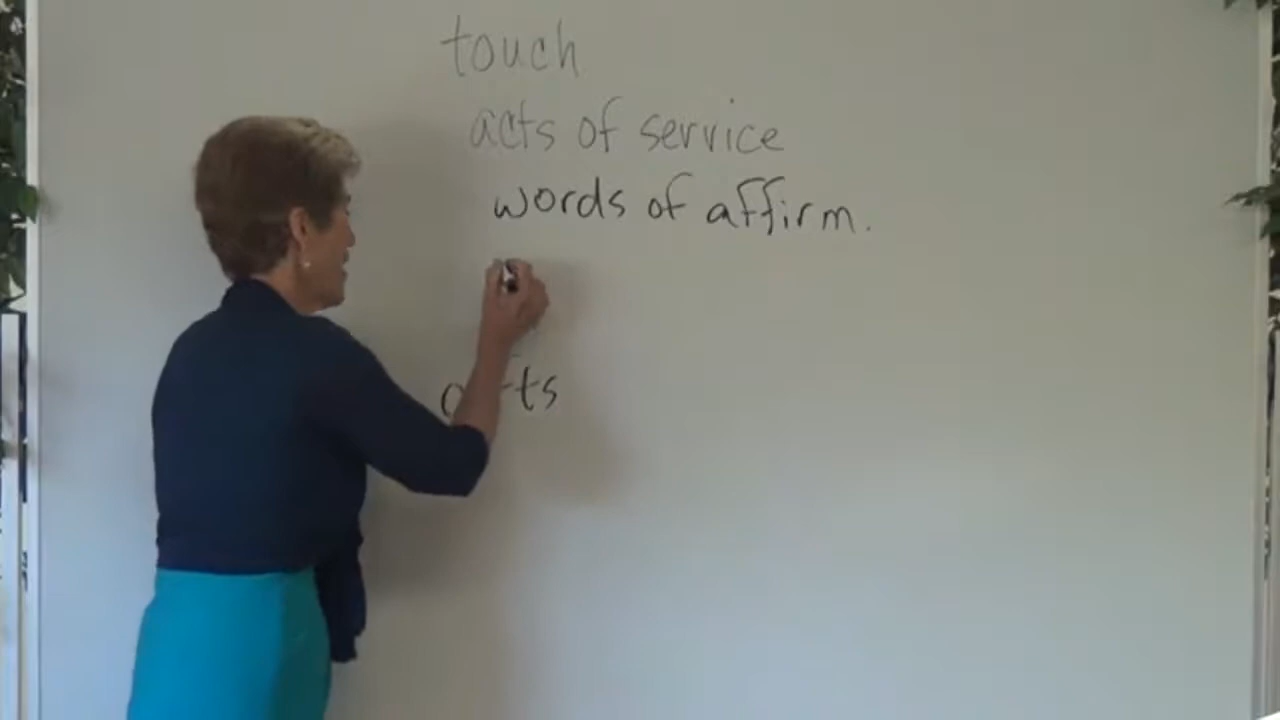 touch
acts of service
words of affirm.